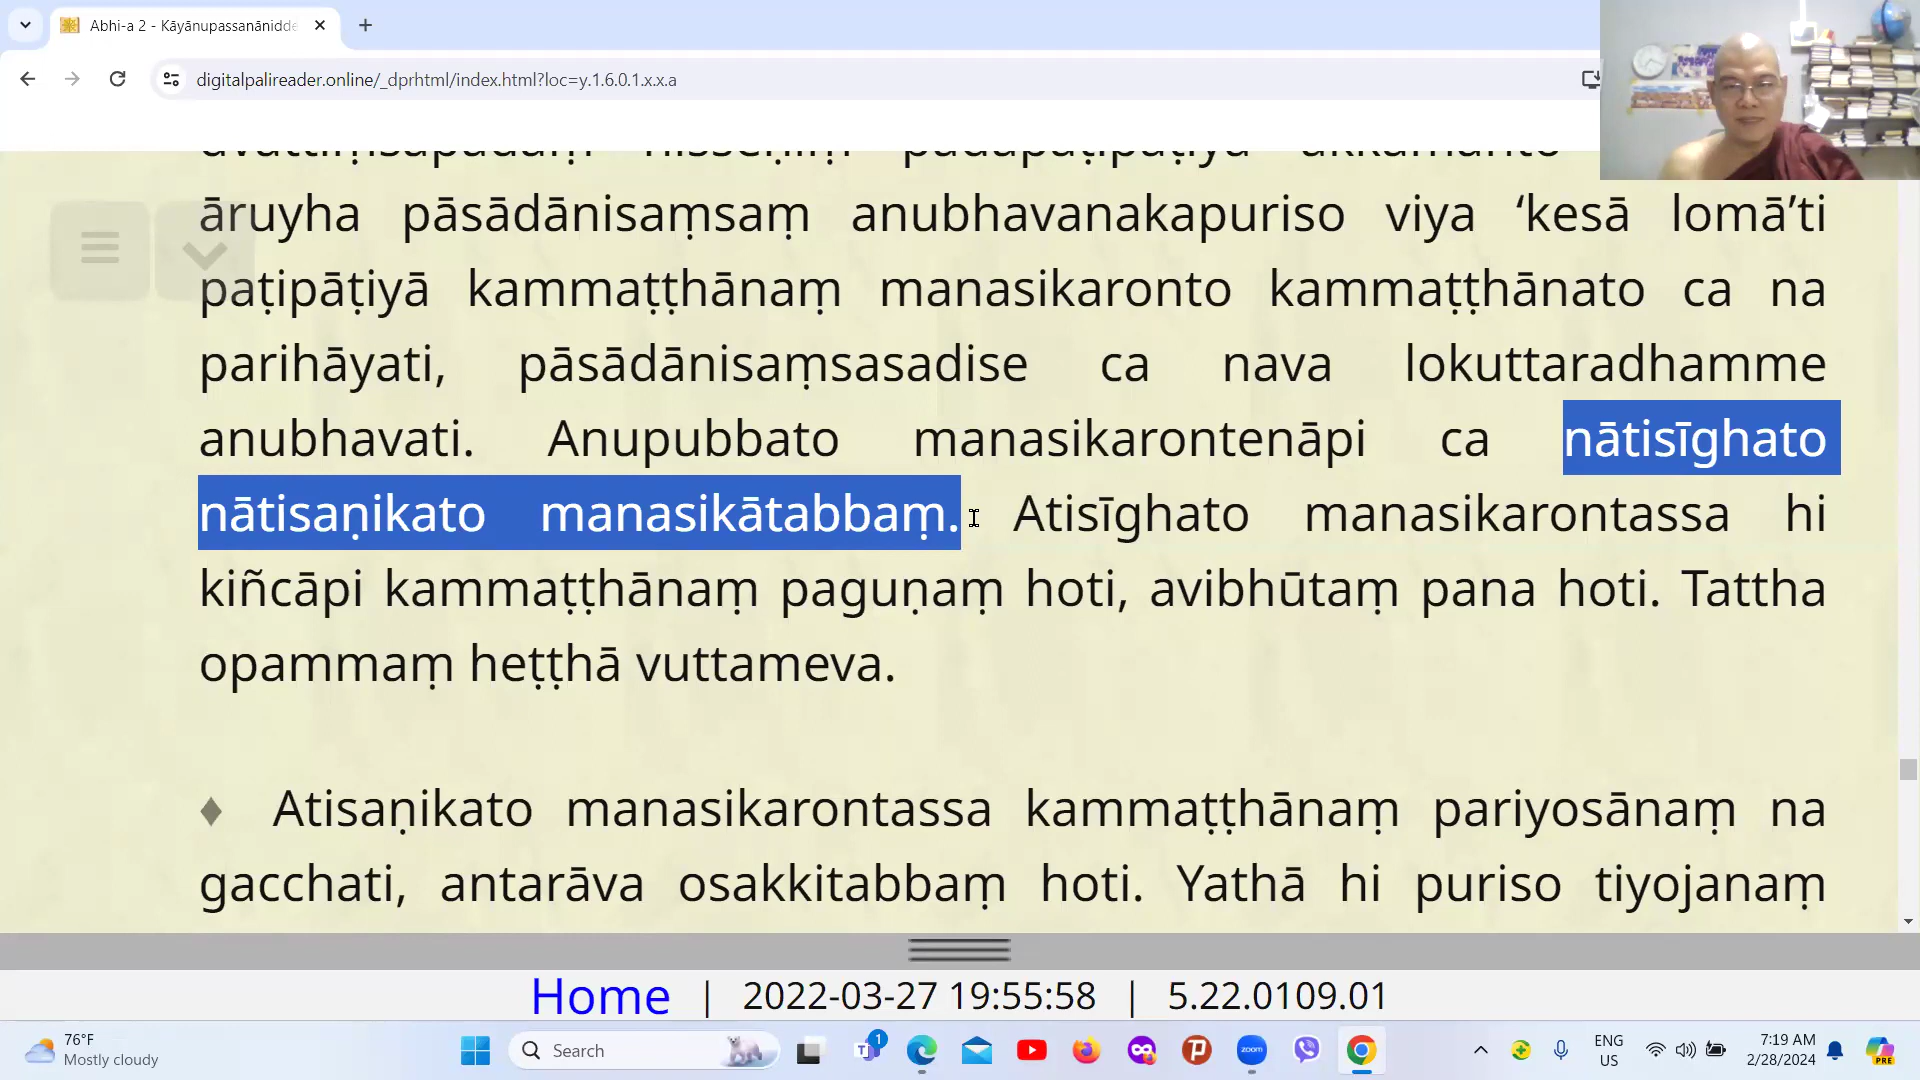 Abhi-a 2 - Kāyānupassanānidde
digitalpalireader.online/_dprhtml/index.html?loc=y.1.6.0.1.x.x.a
āruyha pāsādānisaṃsaṃ anubhavanakapuriso viya ‘kesā lomā’ti
paṭipāṭiyā kammaṭṭhānaṃ manasikaronto kammaṭṭhānato ca na
parihāyati, pāsādānisaṃsasadise ca nava lokuttaradhamme
anubhavati. Anupubbato manasikarontenāpi ca nātisīghato
nātisaṇikato manasikātabbaṃ. Atisīghato manasikarontassa hi
kiñcāpi kammaṭṭhānaṃ paguṇaṃ hoti, avibhūtaṃ pana hoti. Tattha
opammaṃ heṭṭhā vuttameva.
♦ Atisaṇikato manasikarontassa kammaṭṭhānaṃ pariyosānaṃ na
gacchati, antarāva osakkitabbaṃ hoti. Yathā hi puriso tiyojanaṃ
Home | 2022-03-27 19:55:58 | 5.22.0109.01
76°F
Mostly cloudy
Search
1
zoom
ENG
US
7:19 AM
2/28/2024
PRE